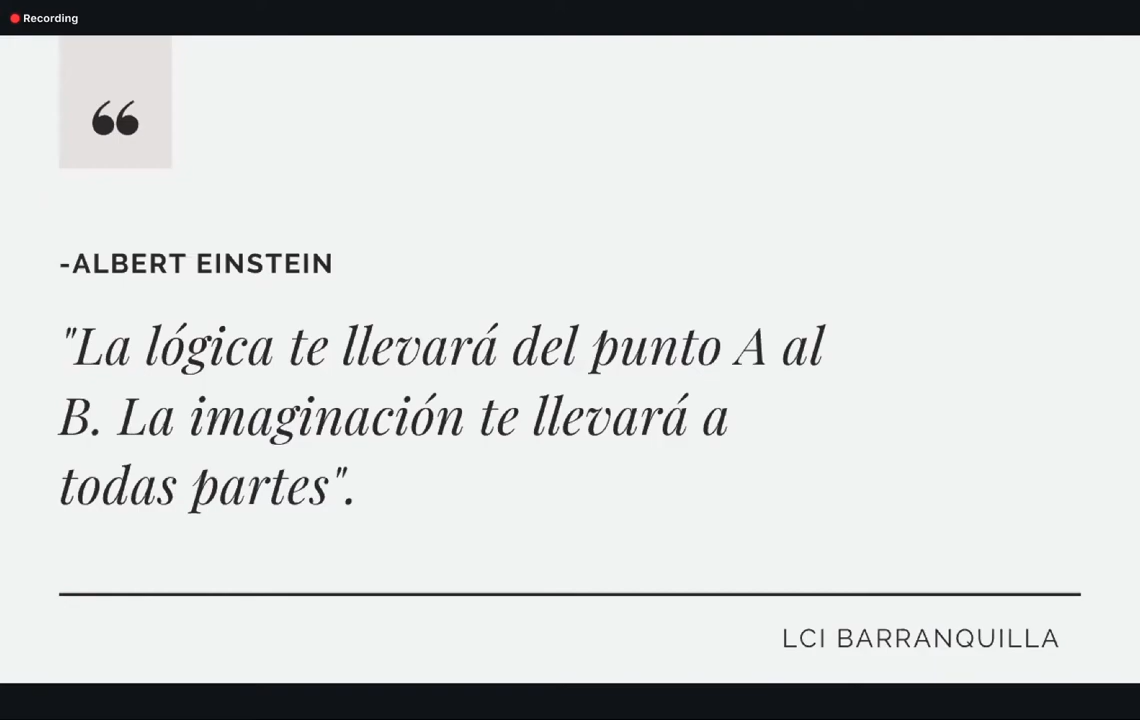 Recording
❝
-ALBERT EINSTEIN
"La lógica te llevará del punto A al
B. La imaginación te llevará a
todas partes".
LCI BARRANQUILLA